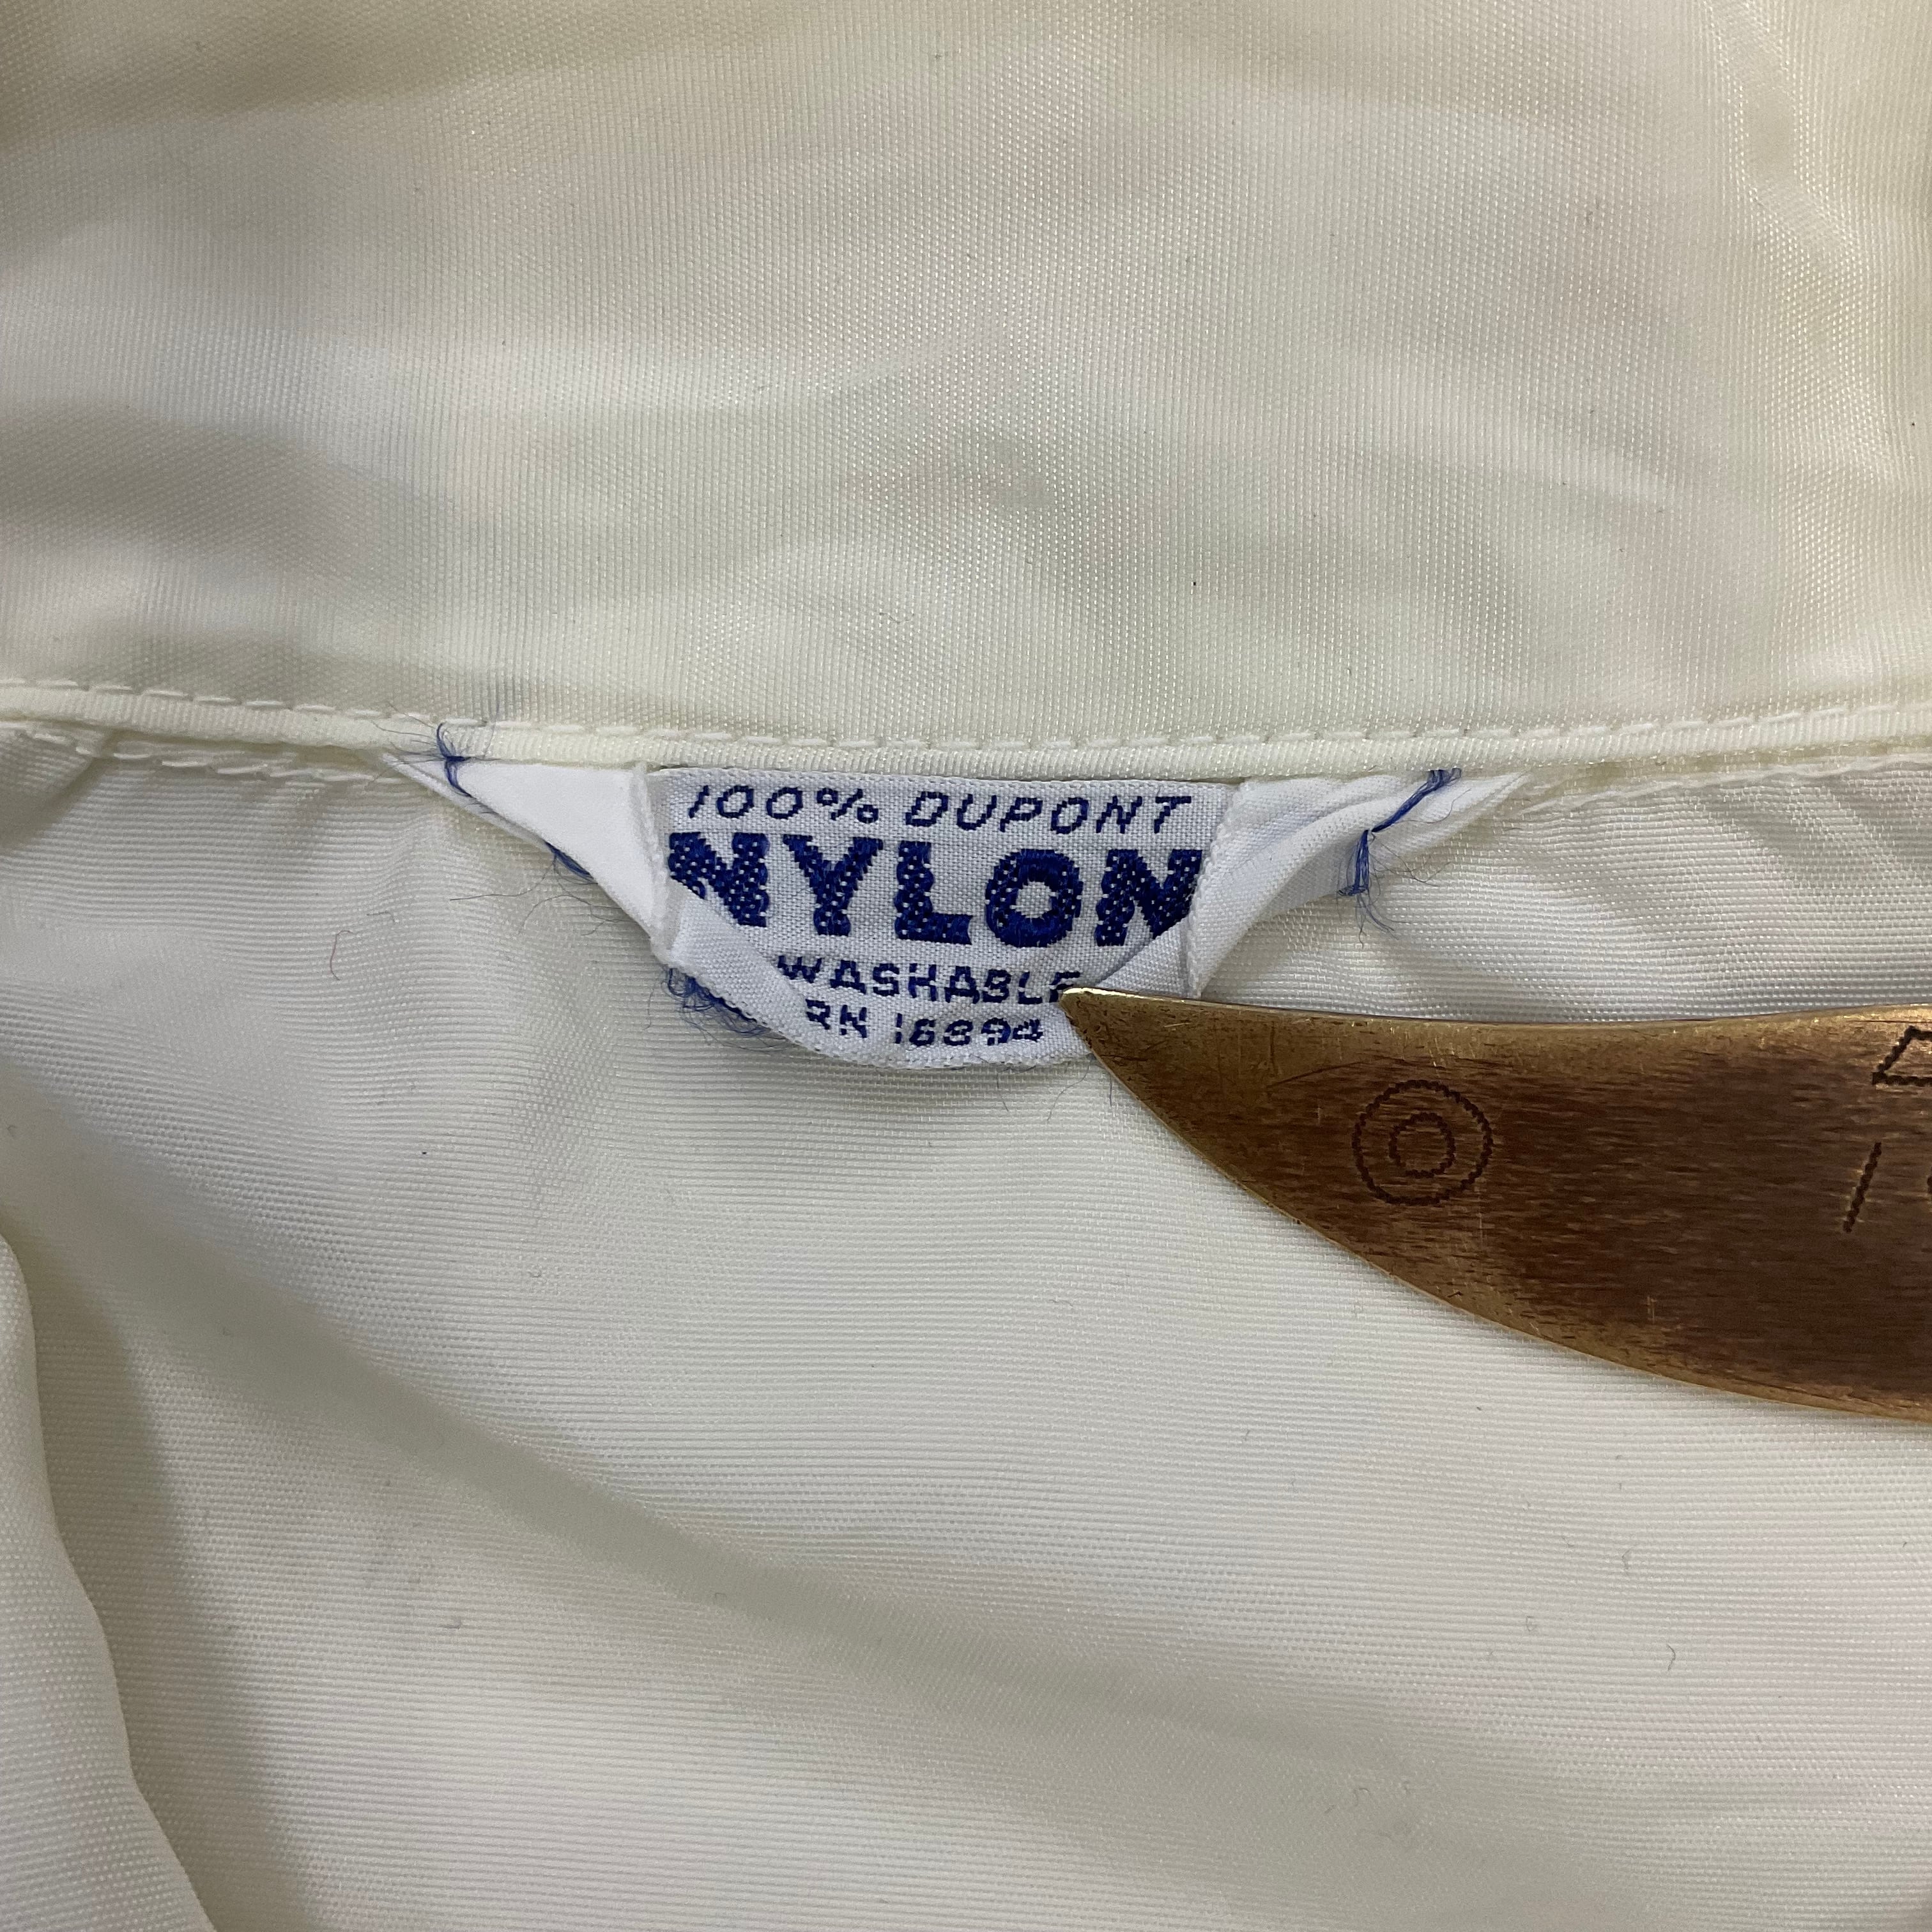 100% DUPONT
NYLON
WASHABLE
RN 16894